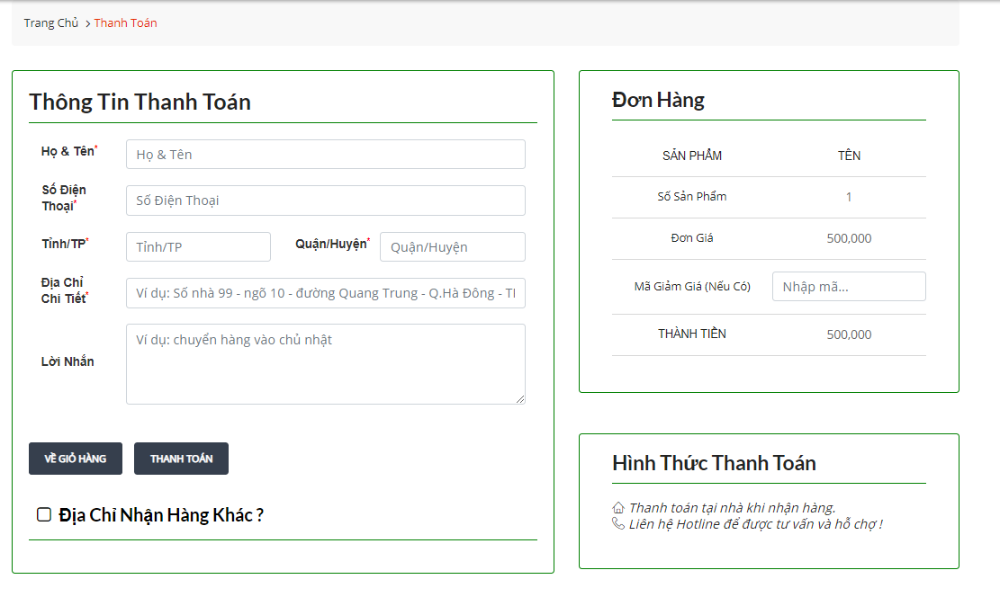 Trang Chủ > Thanh Toán
Thông Tin Thanh Toán
Họ & Tên*
Họ & Tên
Số Điện
Thoại*
Số Điện Thoại
Tỉnh/TP*
Tỉnh/TP
Quận/Huyện*
Quận/Huyện
Địa Chỉ
Chi Tiết*
Ví dụ: Số nhà 99 - ngõ 10 - đường Quang Trung - Q.Hà Đông - TP
Lời Nhắn
Ví dụ: chuyển hàng vào chủ nhật
VỀ GIỎ HÀNG
THANH TOÁN
Địa Chỉ Nhận Hàng Khác ?
Đơn Hàng
SẢN PHẨM TÊN
Số Sản Phẩm 1
Đơn Giá 500,000
Mã Giảm Giá (Nếu Có) Nhập mã...
THÀNH TIỀN 500,000
Hình Thức Thanh Toán
Thanh toán tại nhà khi nhận hàng.
Liên hệ Hotline để được tư vấn và hỗ chợ !